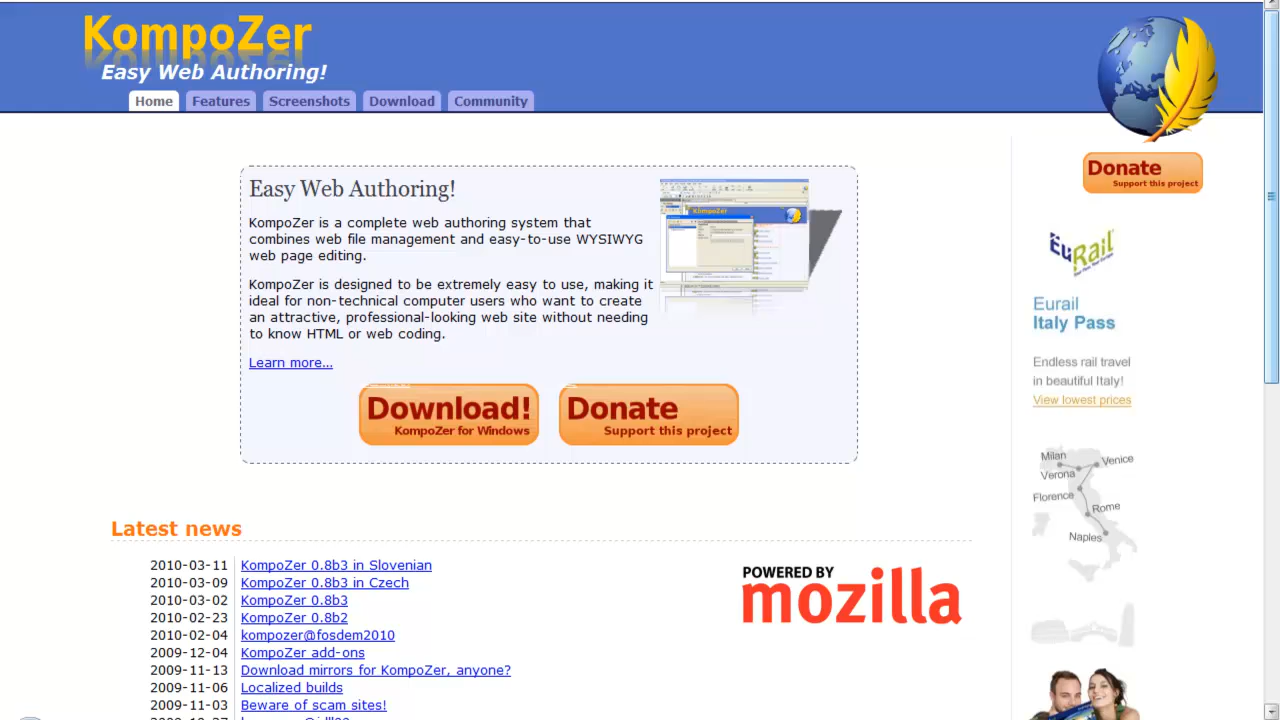 KompoZer
Easy Web Authoring!
Home Features Screenshots Download Community
Donate
Support this project
Easy Web Authoring!
KompoZer is a complete web authoring system that
combines web file management and easy-to-use WYSIWYG
web page editing.
KompoZer is designed to be extremely easy to use, making it
ideal for non-technical computer users who want to create
an attractive, professional-looking web site without needing
to know HTML or web coding.
Learn more...
Download!
KompoZer for Windows
Donate
Support this project
EuRail
Eurail
Italy Pass
Endless rail travel
in beautiful Italy!
View lowest prices
Milan
Venice
Verona
Florence
Rome
Naples
Latest news
2010-03-11 KompoZer 0.8b3 in Slovenian
2010-03-09 KompoZer 0.8b3 in Czech
2010-03-02 KompoZer 0.8b3
2010-02-23 KompoZer 0.8b2
2010-02-04 kompozer@fosdem2010
2009-12-04 KompoZer add-ons
2009-11-13 Download mirrors for KompoZer, anyone?
2009-11-06 Localized builds
2009-11-03 Beware of scam sites!
POWERED BY
mozilla